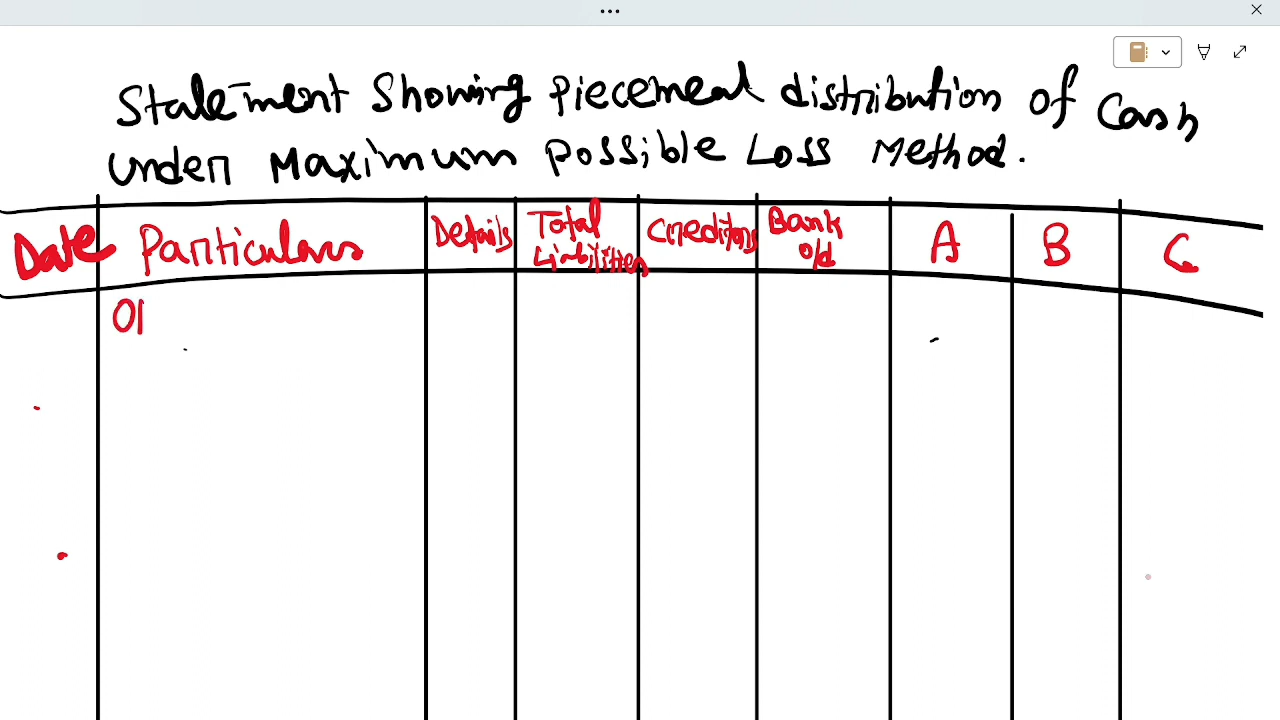 Statement Showing Piecemeal distribution of Cash
under Maximum Possible Loss Method.
Date Particulars Details Total Liabilities Creditors Bank o/d A B C
01